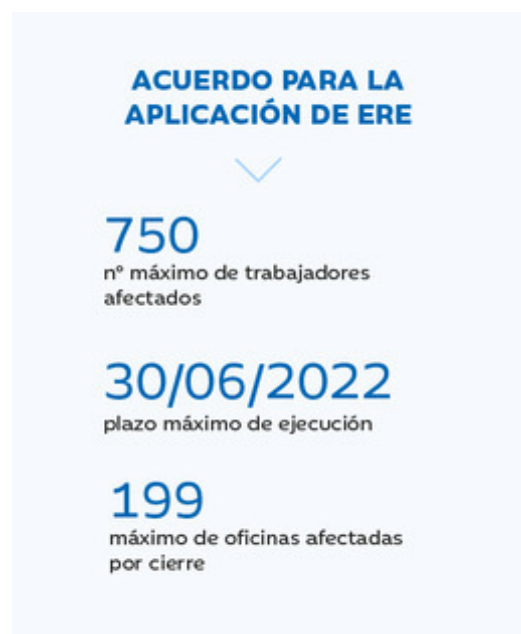 ACUERDO PARA LA
APLICACIÓN DE ERE
750
nº máximo de trabajadores
afectados
30/06/2022
plazo máximo de ejecución
199
máximo de oficinas afectadas
por cierre